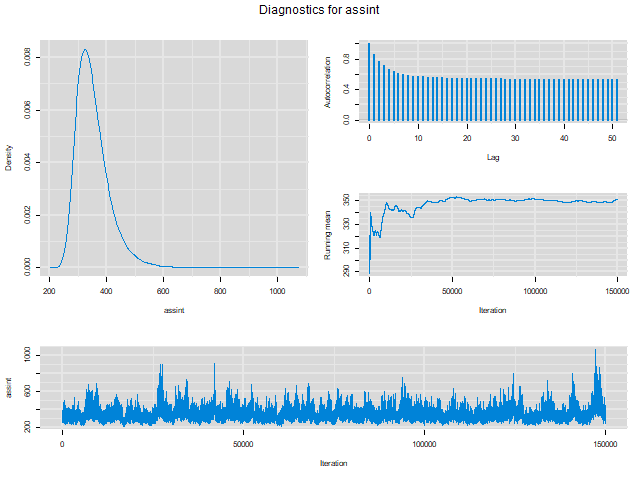 Diagnostics for assint
Density
0.000 0.002 0.004 0.006 0.008
200 400 600 800 1000
assint
Autocorrelation
0.0 0.4 0.8
0 10 20 30 40 50
Lag
Running mean
290 310 330 350
0 50000 100000 150000
Iteration
assint
200 600 1000
0 50000 100000 150000
Iteration